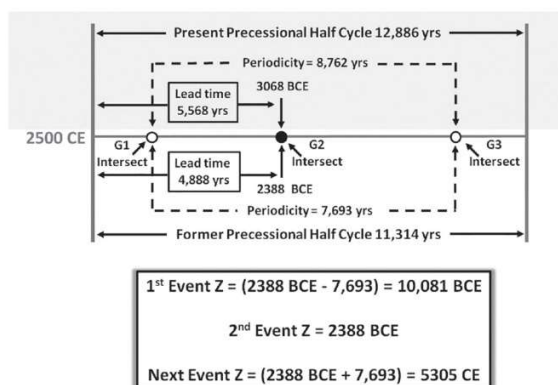 Present Precessional Half Cycle 12,886 yrs
Periodicity = 8,762 yrs
3068 BCE
Lead time
5,568 yrs
2500 CE
G1
Intersect
G2
Intersect
G3
Intersect
Lead time
4,888 yrs
2388 BCE
Periodicity = 7,693 yrs
Former Precessional Half Cycle 11,314 yrs
1st Event Z = (2388 BCE - 7,693) = 10,081 BCE
2nd Event Z = 2388 BCE
Next Event Z = (2388 BCE + 7,693) = 5305 CE